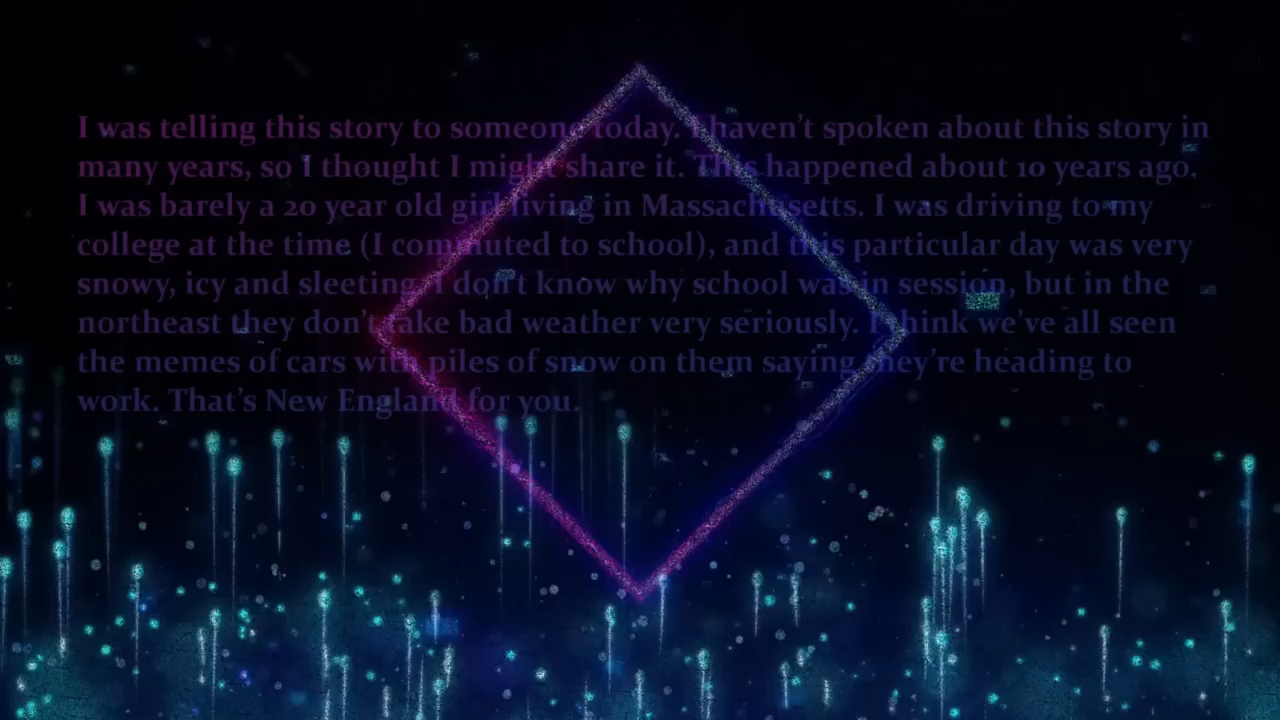 I was telling this story to someone today. I haven't spoken about this story in
many years, so I thought I might share it. This happened about 10 years ago.
I was barely a 20 year old girl living in Massachusetts. I was driving to my
college at the time (I commuted to school), and this particular day was very
snowy, icy and sleeting. I don't know why school was in session, but in the
northeast they don't take bad weather very seriously. I think we've all seen
the memes of cars with piles of snow on them saying they're heading to
work. That's New England for you.